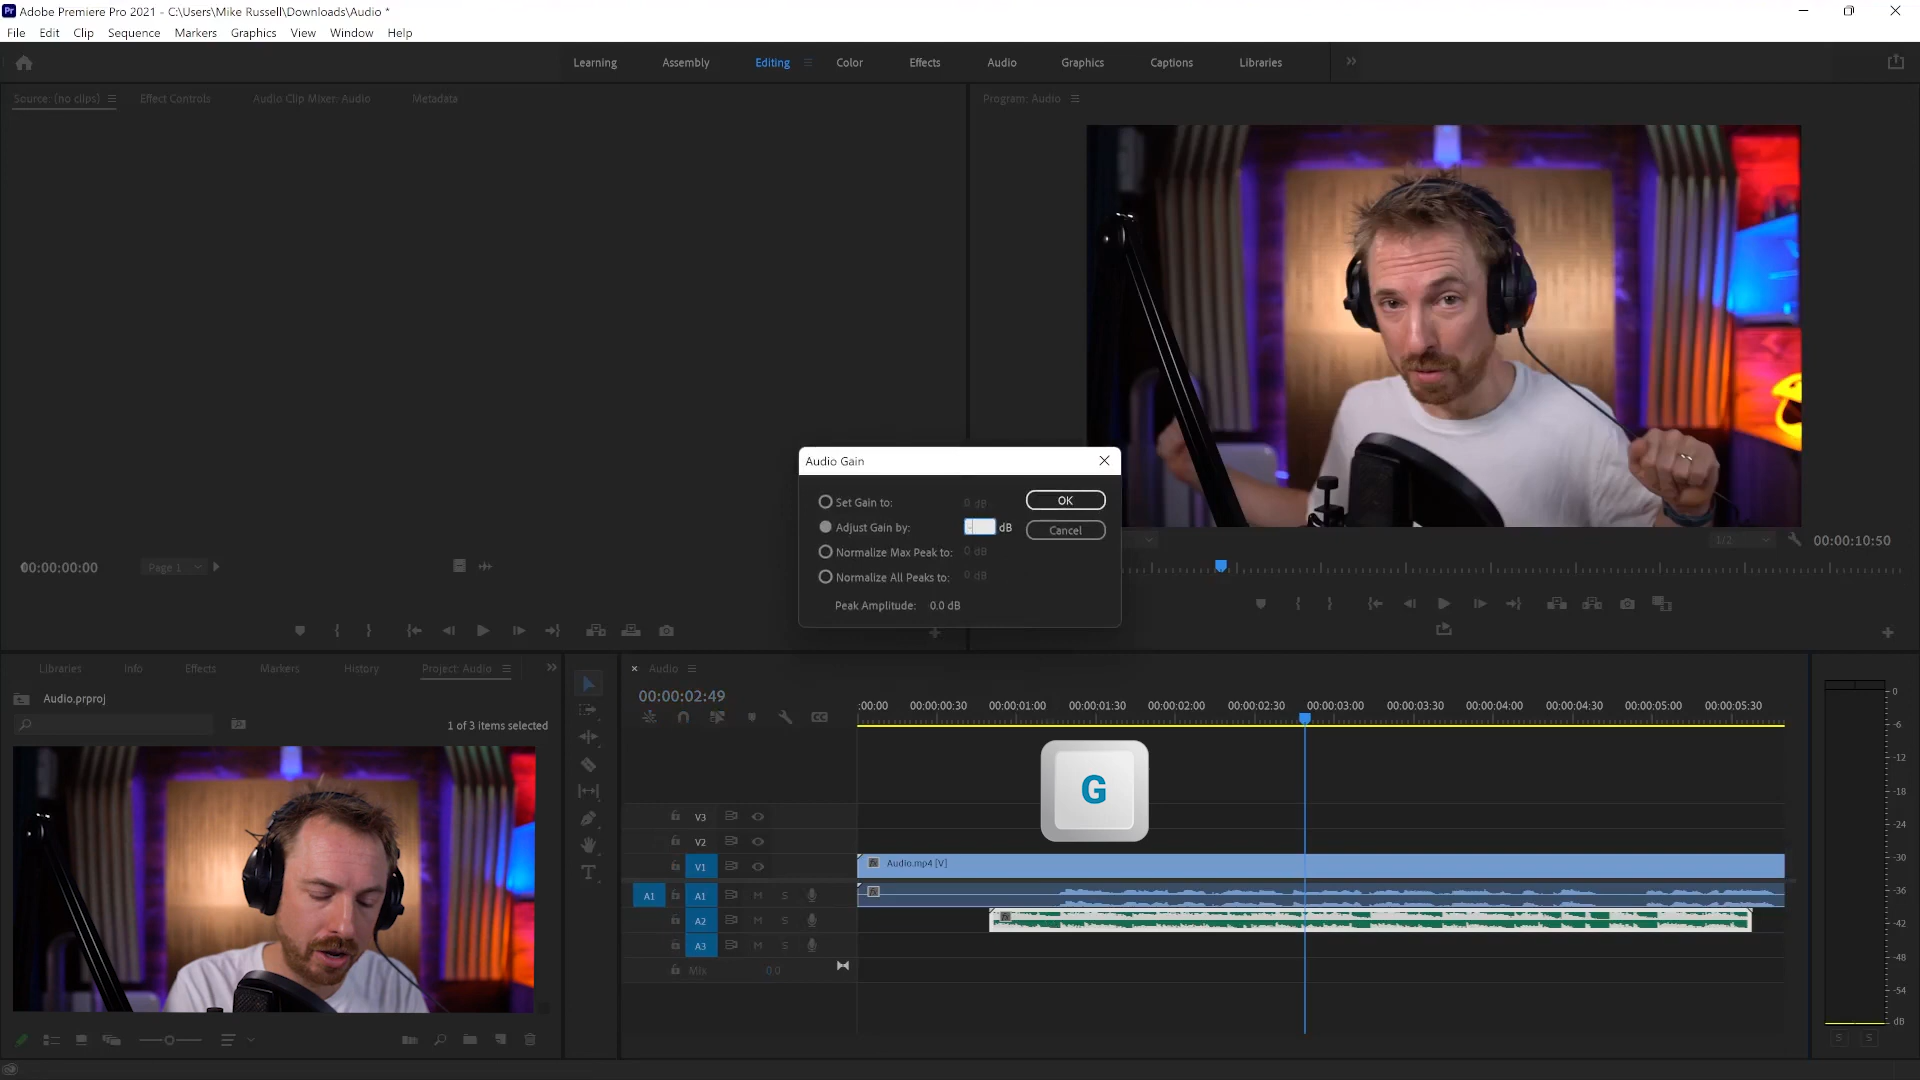 Adobe Premiere Pro 2021 - C:\Users\Mike Russell\Downloads\Audio *
File Edit Clip Sequence Markers Graphics View Window Help
Learning Assembly Editing Color Effects Audio Graphics Captions Libraries
Source: (no clips) Effect Controls Audio Clip Mixer: Audio Metadata
Program: Audio
Audio Gain
Set Gain to: 0 dB
OK
Adjust Gain by: - dB
Cancel
Normalize Max Peak to: 0 dB
Normalize All Peaks to: 0 dB
Peak Amplitude: 0.0 dB
00:00:00:00 Page 1
1/2 00:00:10:50
Libraries Info Effects Markers History Project: Audio
Audio.prproj
1 of 3 items selected
Audio
00:00:02:49
:00:00 00:00:00:30 00:00:01:00 00:00:01:30 00:00:02:00 00:00:02:30 00:00:03:00 00:00:03:30 00:00:04:00 00:00:04:30 00:00:05:00 00:00:05:30
CC
G
V3
V2
V1 Audio.mp4 [V]
fx
A1 A1 M S
A2 M S
A3 M S
Mix 0.0
0
-6
-12
-18
-24
-30
-36
-42
-48
-54
dB
S S